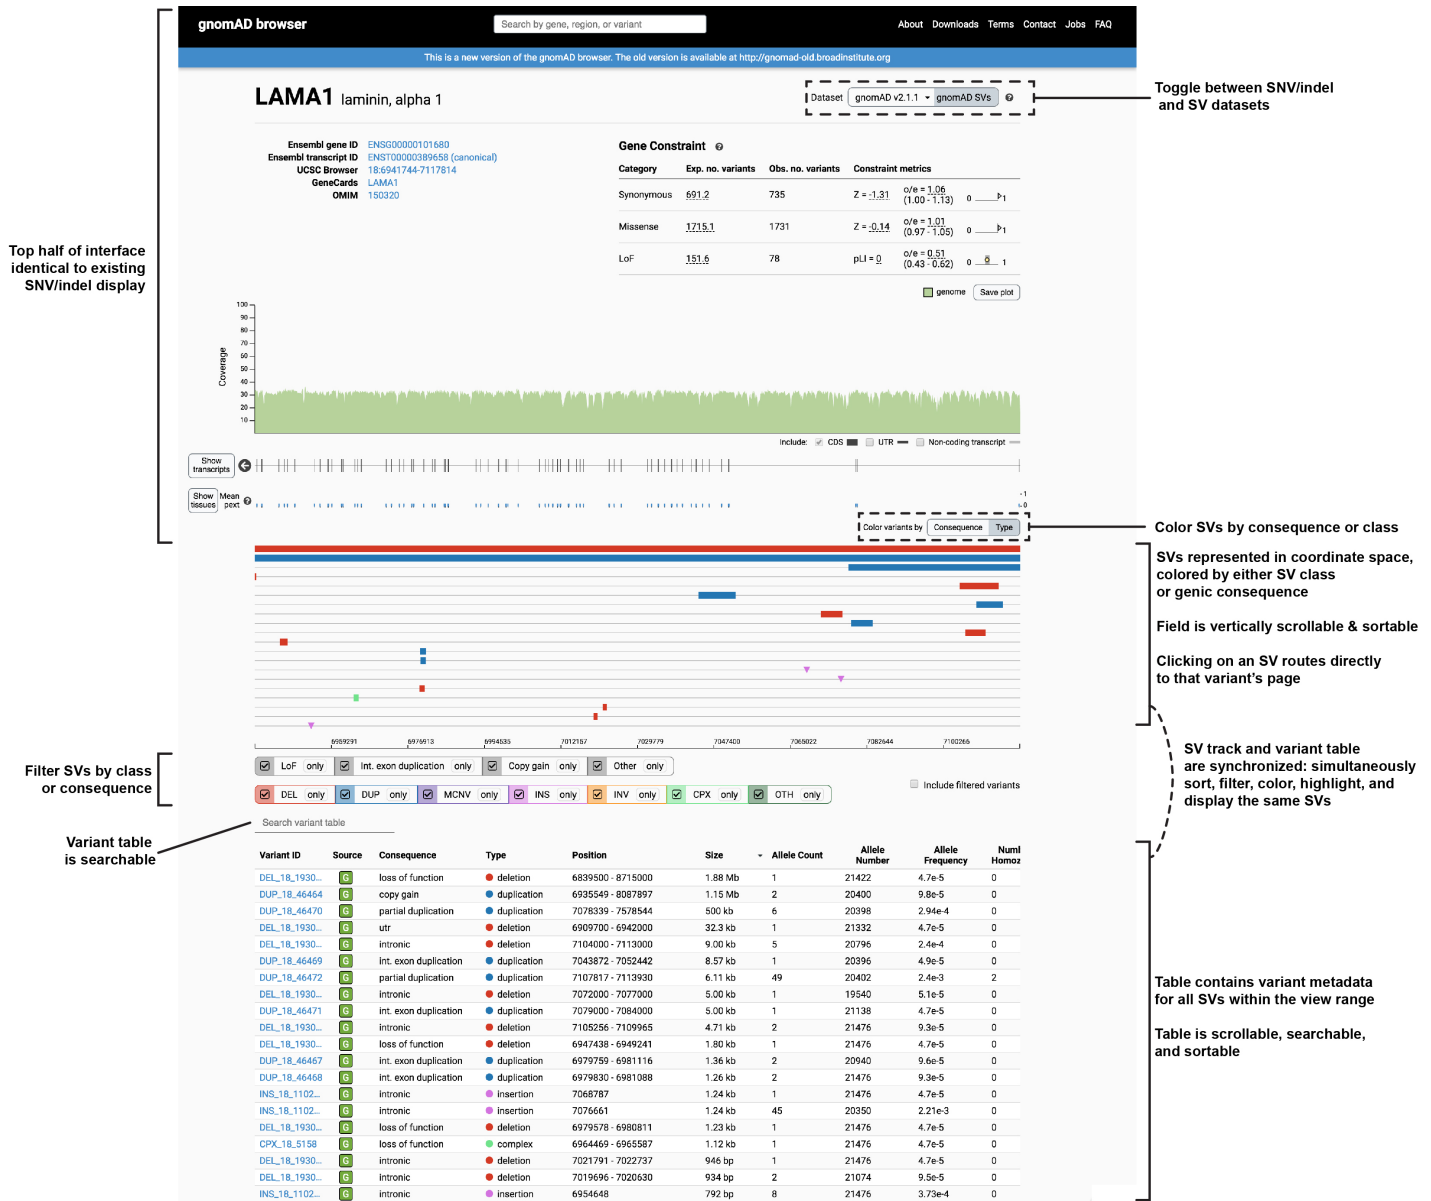 gnomAD browser
Search by gene, region, or variant
About Downloads Terms Contact Jobs FAQ
This is a new version of the gnomAD browser. The old version is available at http://gnomad-old.broadinstitute.org
LAMA1 laminin, alpha 1
Dataset gnomAD v2.1.1 gnomAD SVs ?
Toggle between SNV/indel
and SV datasets
Ensembl gene ID ENSG00000101680
Ensembl transcript ID ENST00000389658 (canonical)
UCSC Browser 18:6941744-7117814
GeneCards LAMA1
OMIM 150320
Gene Constraint ?
Category Exp. no. variants Obs. no. variants Constraint metrics
Synonymous 691.2 735 Z = -1.31 o/e = 1.06 (1.00 - 1.13) 0 1
Missense 1715.1 1731 Z = -0.14 o/e = 1.01 (0.97 - 1.05) 0 1
LoF 151.6 78 pLI = 0 o/e = 0.51 (0.43 - 0.62) 0 1
Top half of interface
identical to existing
SNV/indel display
genome Save plot
Coverage
100
90
80
70
60
50
40
30
20
10
Include: CDS UTR Non-coding transcript
Show transcripts
Show tissues Mean pext ?
1
0
Color variants by Consequence Type
Color SVs by consequence or class
SVs represented in coordinate space,
colored by either SV class
or genic consequence
Field is vertically scrollable & sortable
Clicking on an SV routes directly
to that variant's page
6959291 6976913 6994535 7012157 7029779 7047400 7065022 7082644 7100265
SV track and variant table
are synchronized: simultaneously
sort, filter, color, highlight, and
display the same SVs
Filter SVs by class
or consequence
LoF only Int. exon duplication only Copy gain only Other only
DEL only DUP only MCNV only INS only INV only CPX only OTH only
Include filtered variants
Search variant table
Variant table
is searchable
Variant ID Source Consequence Type Position Size Allele Count Allele Number Allele Frequency Numl Homoz
DEL_18_1930... G loss of function deletion 6839500 - 8715000 1.88 Mb 1 21422 4.7e-5 0
DUP_18_46464 G copy gain duplication 6935549 - 8087897 1.15 Mb 2 20400 9.8e-5 0
DUP_18_46470 G partial duplication duplication 7078339 - 7578544 500 kb 6 20398 2.94e-4 0
DEL_18_1930... G utr deletion 6909700 - 6942000 32.3 kb 1 21332 4.7e-5 0
DEL_18_1930... G intronic deletion 7104000 - 7113000 9.00 kb 5 20796 2.4e-4 0
DUP_18_46469 G int. exon duplication duplication 7043872 - 7052442 8.57 kb 1 20396 4.9e-5 0
DUP_18_46472 G partial duplication duplication 7107817 - 7113930 6.11 kb 49 20402 2.4e-3 2
DEL_18_1930... G intronic deletion 7072000 - 7077000 5.00 kb 1 19540 5.1e-5 0
DUP_18_46471 G int. exon duplication duplication 7079000 - 7084000 5.00 kb 1 21138 4.7e-5 0
DEL_18_1930... G intronic deletion 7105256 - 7109965 4.71 kb 2 21476 9.3e-5 0
DEL_18_1930... G loss of function deletion 6947438 - 6949241 1.80 kb 1 21476 4.7e-5 0
DUP_18_46467 G int. exon duplication duplication 6979759 - 6981116 1.36 kb 2 20940 9.6e-5 0
DUP_18_46468 G int. exon duplication duplication 6979830 - 6981088 1.26 kb 2 21476 9.3e-5 0
INS_18_1102... G intronic insertion 7068787 1.24 kb 1 21476 4.7e-5 0
INS_18_1102... G intronic insertion 7076661 1.24 kb 45 20350 2.21e-3 0
DEL_18_1930... G loss of function deletion 6979578 - 6980811 1.23 kb 1 21476 4.7e-5 0
CPX_18_5158 G loss of function complex 6964469 - 6965587 1.12 kb 1 21476 4.7e-5 0
DEL_18_1930... G intronic deletion 7021791 - 7022737 946 bp 1 21476 4.7e-5 0
DEL_18_1930... G intronic deletion 7019696 - 7020630 934 bp 2 21074 9.5e-5 0
INS_18_1102... G intronic insertion 6954648 792 bp 8 21476 3.73e-4 0
Table contains variant metadata
for all SVs within the view range
Table is scrollable, searchable,
and sortable